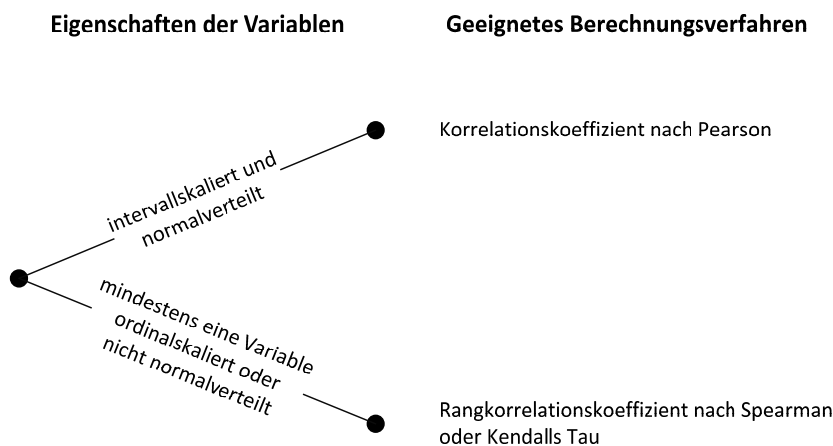 Eigenschaften der Variablen
Geeignetes Berechnungsverfahren
Korrelationskoeffizient nach Pearson
intervallskaliert und
normalverteilt
mindestens eine Variable
ordinalskaliert oder
nicht normalverteilt
Rangkorrelationskoeffizient nach Spearman
oder Kendalls Tau